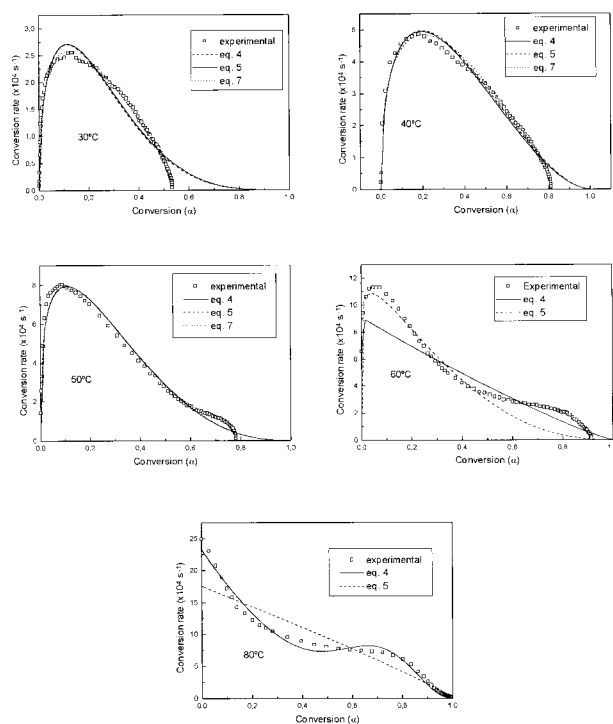 3,0
2,5
2,0
1,5
1,0
0,5
0,0
Conversion rate (x10⁴ s⁻¹)
experimental
eq. 4
eq. 5
eq. 7
30ºC
0,0 0,2 0,4 0,6 0,8 1,0
Conversion (α)
5
4
3
2
1
0
Conversion rate (x10⁴ s⁻¹)
experimental
eq. 4
eq. 5
eq. 7
40ºC
0,0 0,2 0,4 0,6 0,8 1,0
Conversion (α)
8
6
4
2
0
Conversion rate (x10⁴ s⁻¹)
experimental
eq. 4
eq. 5
eq. 7
50ºC
0,0 0,2 0,4 0,6 0,8 1,0
Conversion (α)
12
10
8
6
4
2
0
Conversion rate (x10⁴ s⁻¹)
Experimental
eq. 4
eq. 5
60ºC
0,0 0,2 0,4 0,6 0,8 1,0
Conversion (α)
25
20
15
10
5
0
Conversion rate (x10⁴ s⁻¹)
experimental
eq. 4
eq. 5
80ºC
0,0 0,2 0,4 0,6 0,8 1,0
Conversion (α)